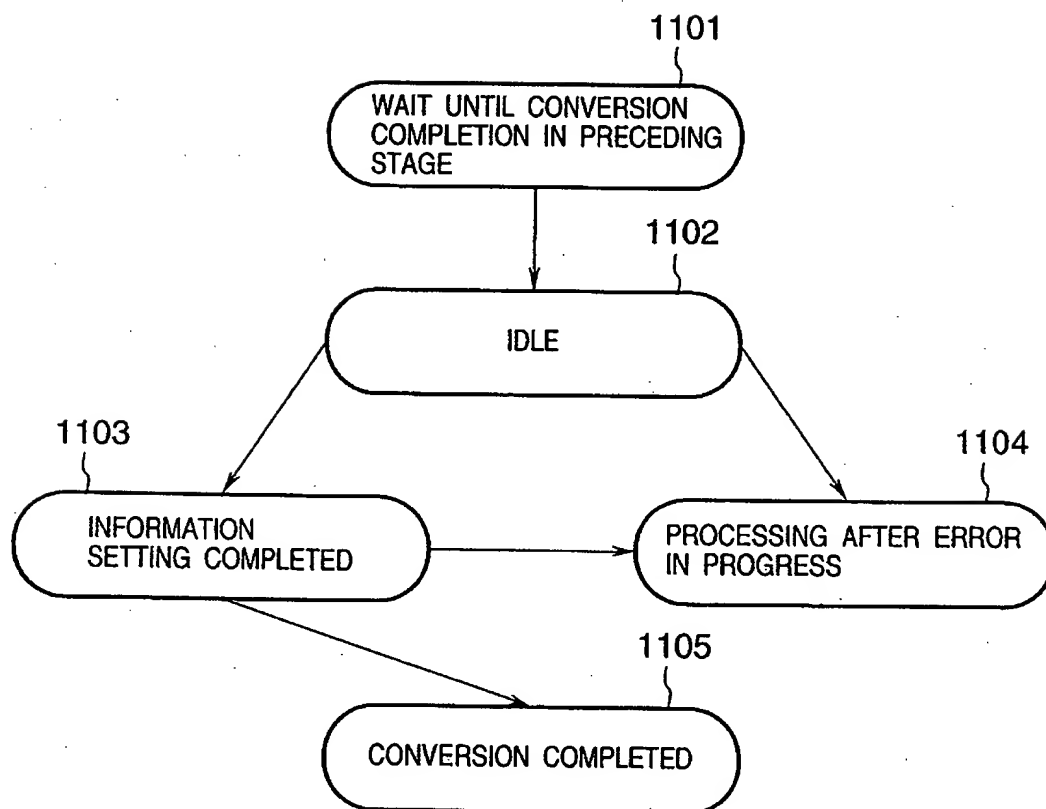 1101
WAIT UNTIL CONVERSION
COMPLETION IN PRECEDING
STAGE
1102
IDLE
1103
INFORMATION
SETTING COMPLETED
1104
PROCESSING AFTER ERROR
IN PROGRESS
1105
CONVERSION COMPLETED